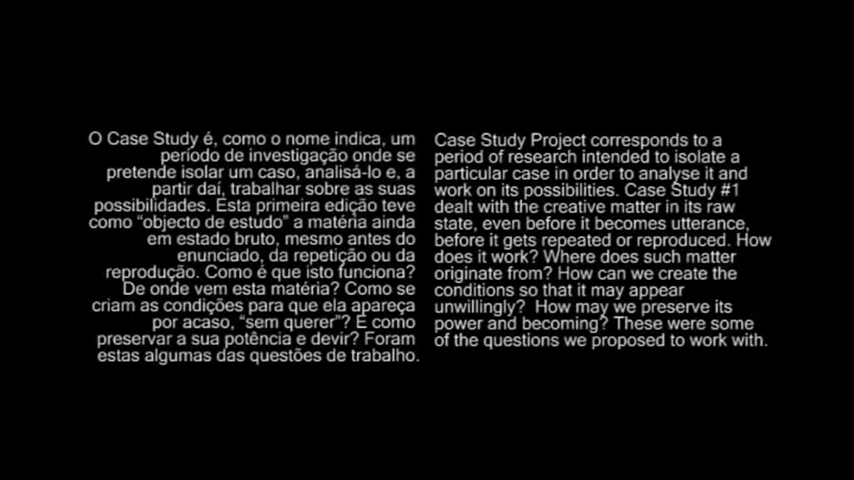 O Case Study é, como o nome indica, um
período de investigação onde se
pretende isolar um caso, analisá-lo e, a
partir daí, trabalhar sobre as suas
possibilidades. Esta primeira edição teve
como “objecto de estudo” a matéria ainda
em estado bruto, mesmo antes do
enunciado, da repetição ou da
reprodução. Como é que isto funciona?
De onde vem esta matéria? Como se
criam as condições para que ela apareça
por acaso, “sem querer”? E como
preservar a sua potência e devir? Foram
estas algumas das questões de trabalho.
Case Study Project corresponds to a
period of research intended to isolate a
particular case in order to analyse it and
work on its possibilities. Case Study #1
dealt with the creative matter in its raw
state, even before it becomes utterance,
before it gets repeated or reproduced. How
does it work? Where does such matter
originate from? How can we create the
conditions so that it may appear
unwillingly? How may we preserve its
power and becoming? These were some
of the questions we proposed to work with.